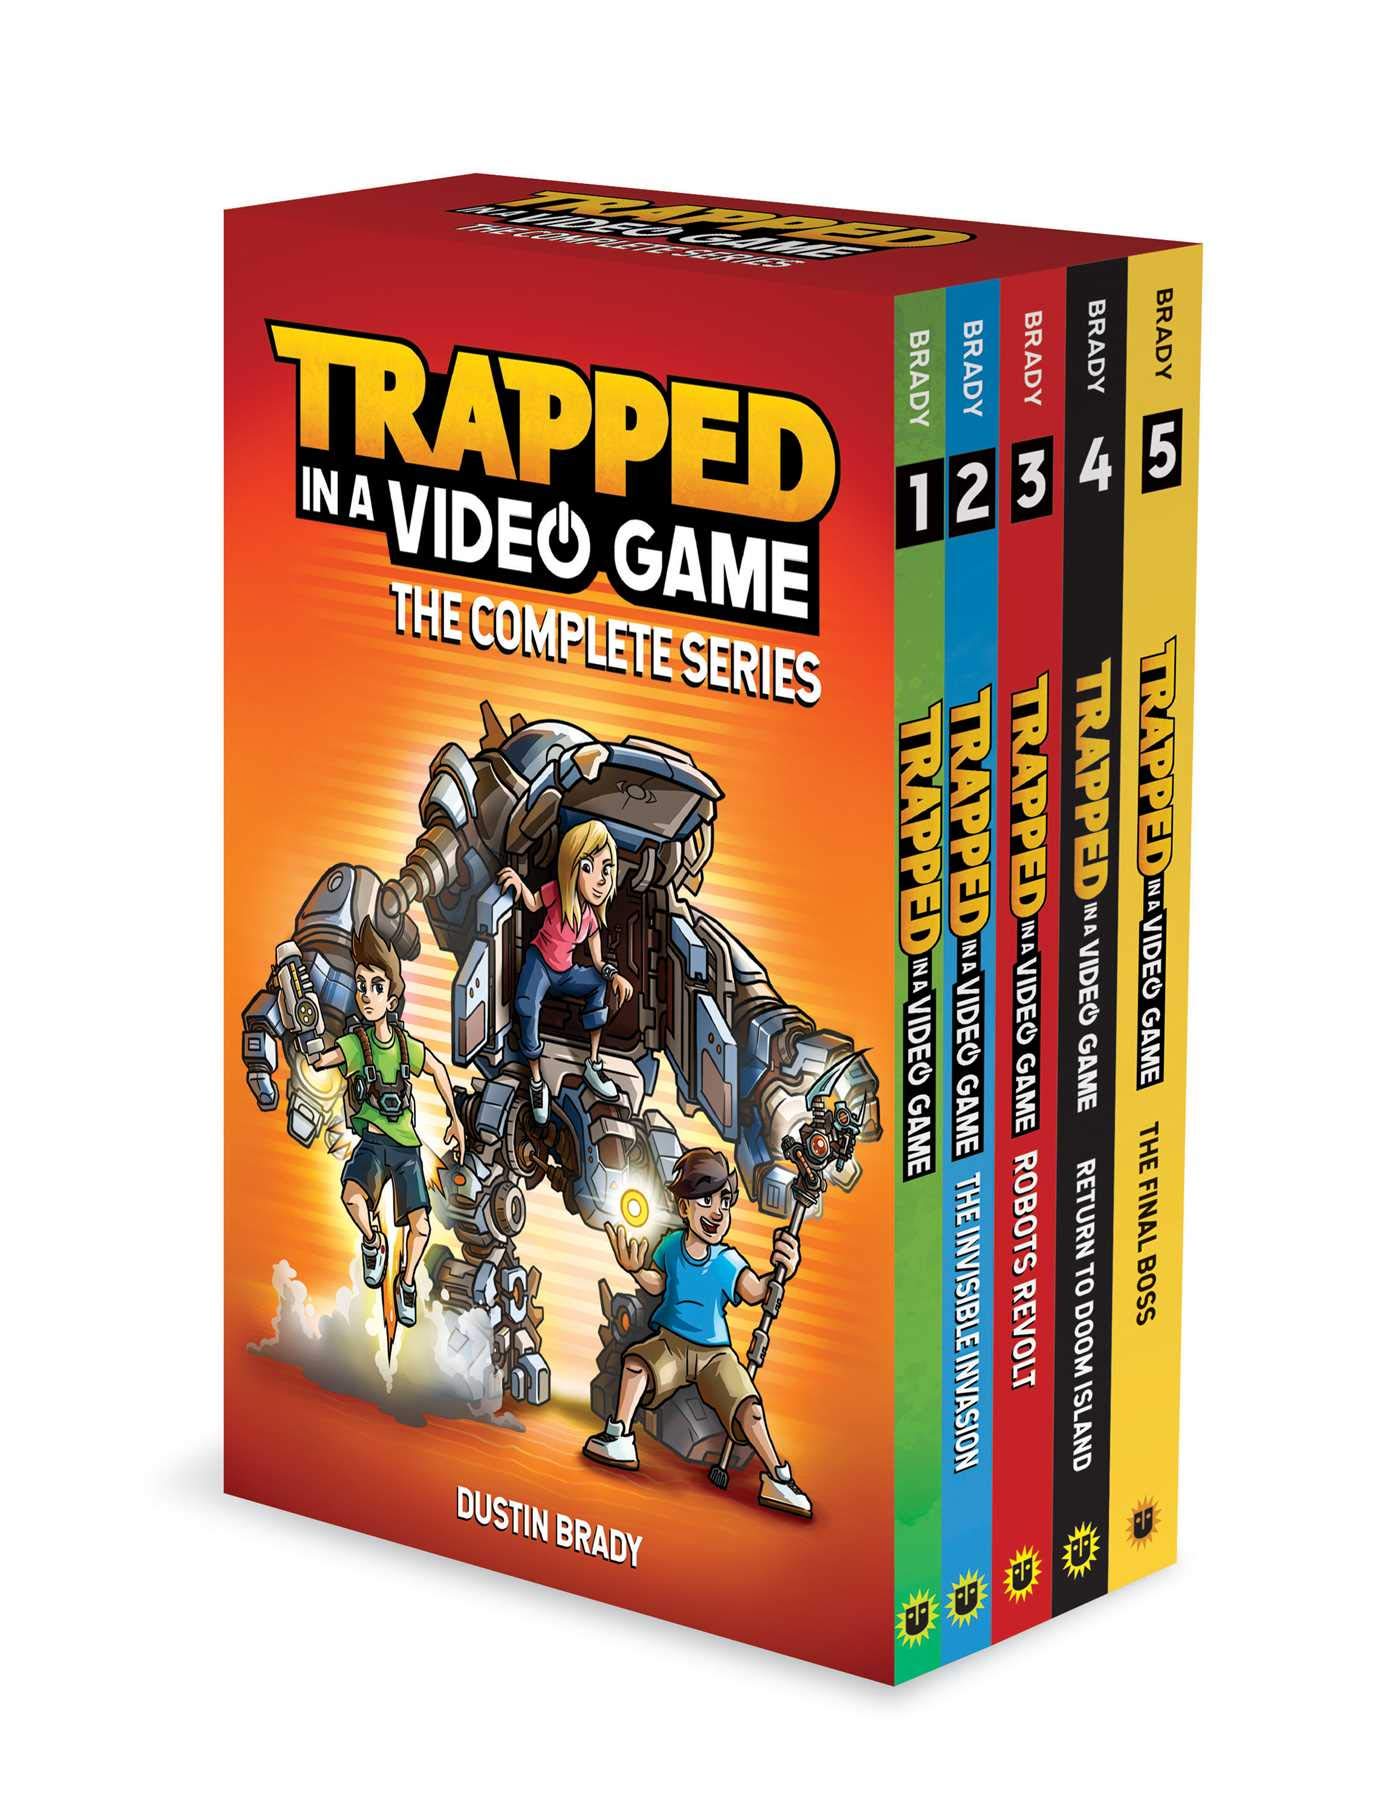 TRAPPED
IN A VIDEO GAME
THE COMPLETE SERIES
TRAPPED
IN A VIDEO GAME
THE COMPLETE SERIES
DUSTIN BRADY
BRADY
1
TRAPPED IN A VIDEO GAME
BRADY
2
TRAPPED IN A VIDEO GAME THE INVISIBLE INVASION
BRADY
3
TRAPPED IN A VIDEO GAME ROBOTS REVOLT
BRADY
4
TRAPPED IN A VIDEO GAME RETURN TO DOOM ISLAND
BRADY
5
TRAPPED IN A VIDEO GAME THE FINAL BOSS